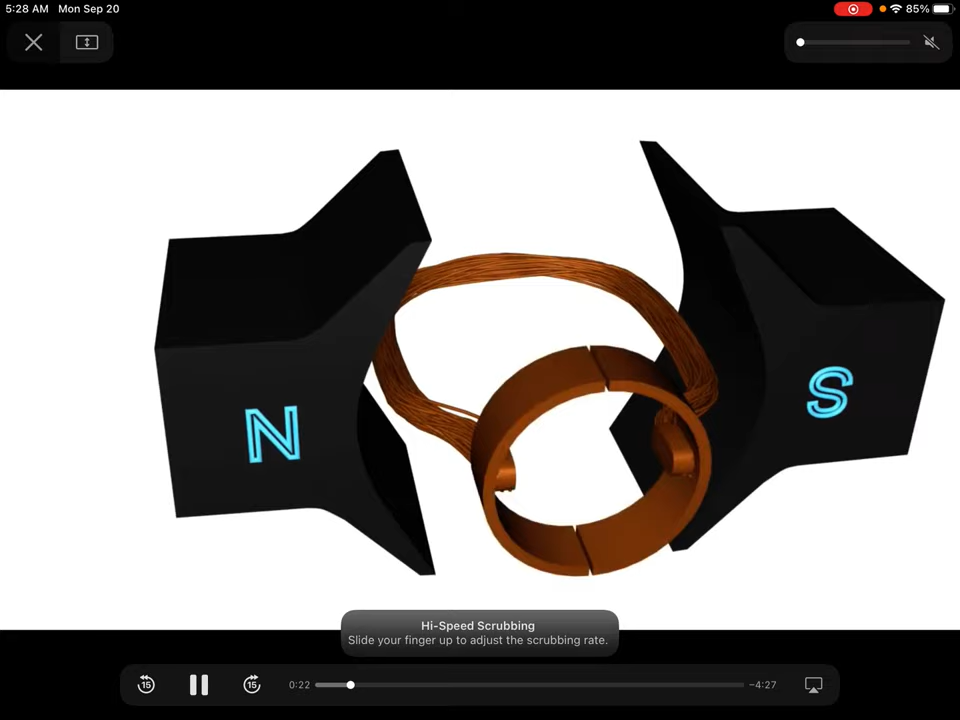 5:28 AM Mon Sep 20
85%
N
S
Hi-Speed Scrubbing
Slide your finger up to adjust the scrubbing rate.
15
15
0:22
−4:27